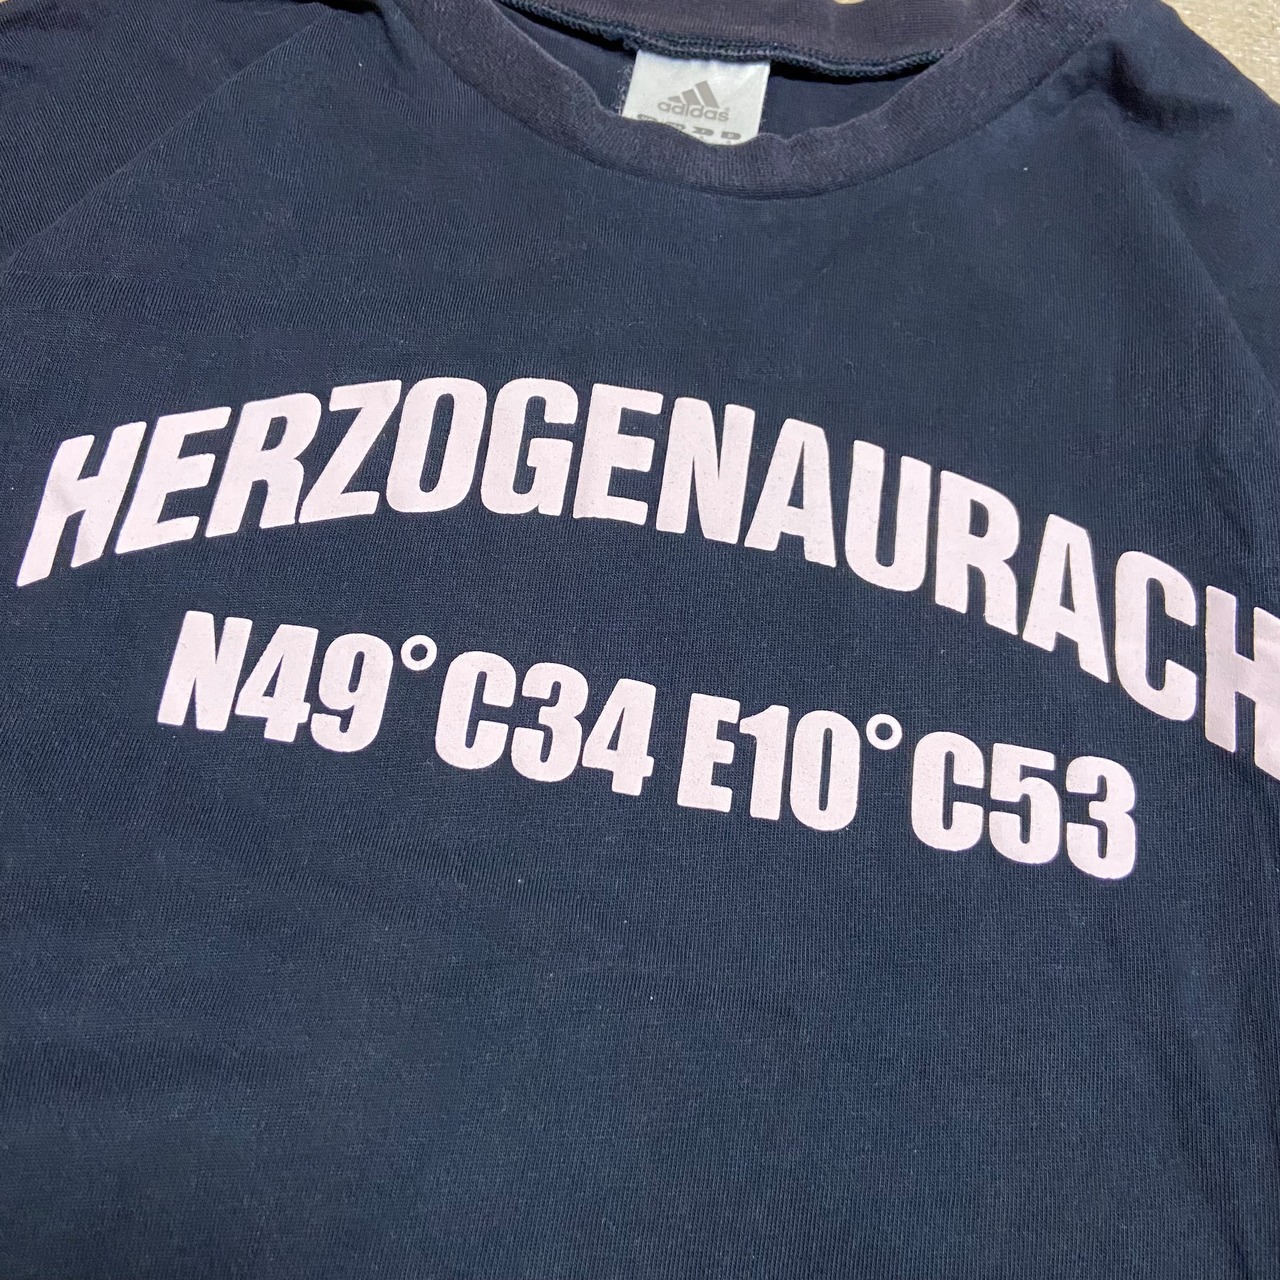 adidas
HERZOGENAURACH
N49°C34 E10°C53